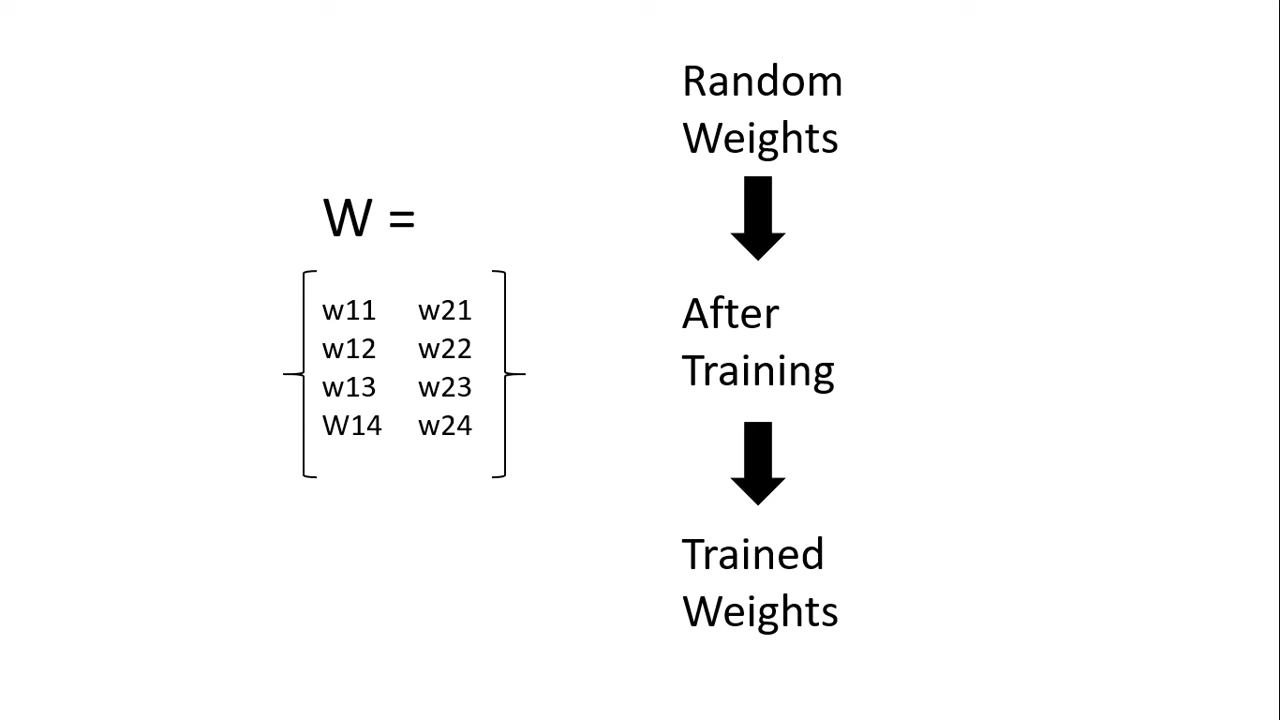 W =
w11 w21
w12 w22
w13 w23
W14 w24
Random
Weights
After
Training
Trained
Weights